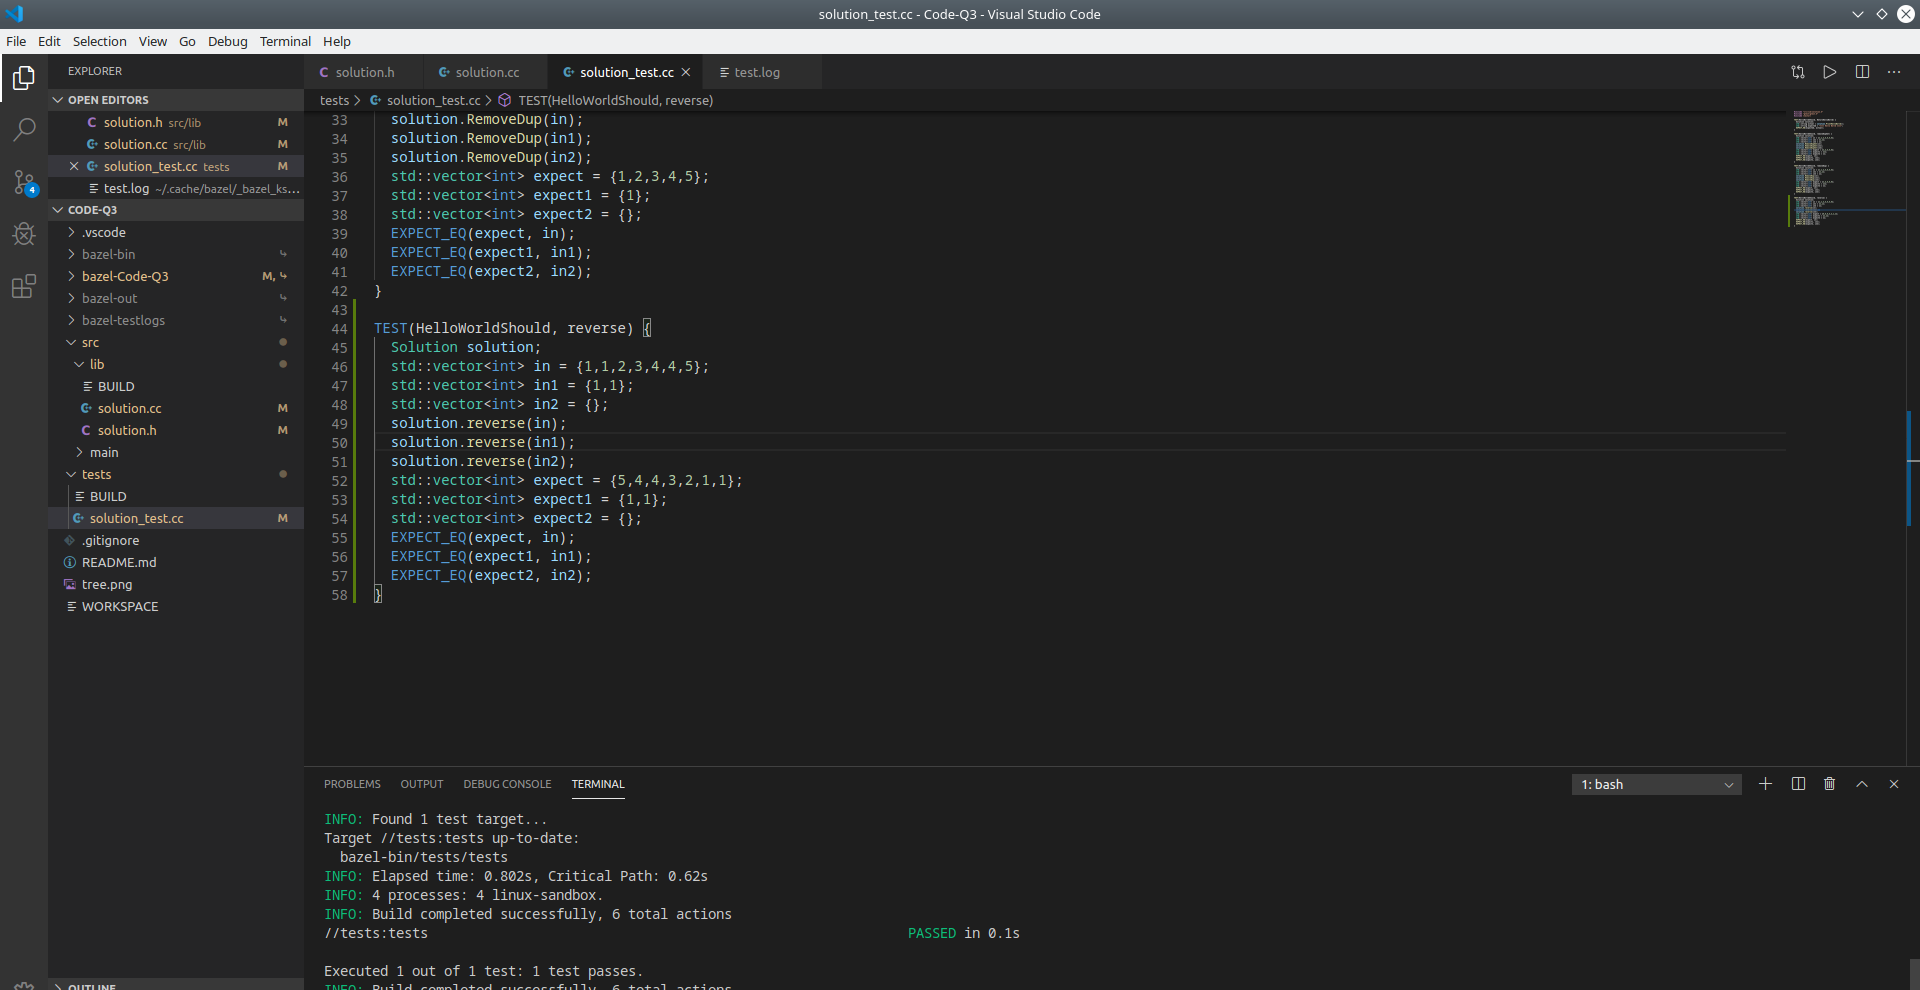 solution_test.cc - Code-Q3 - Visual Studio Code
File Edit Selection View Go Debug Terminal Help
EXPLORER
OPEN EDITORS
solution.h src/lib M
solution.cc src/lib M
solution_test.cc tests M
test.log ~/.cache/bazel/_bazel_ks...
4
CODE-Q3
.vscode
bazel-bin
bazel-Code-Q3 M,
bazel-out
bazel-testlogs
src
lib
BUILD
solution.cc M
solution.h M
main
tests
BUILD
solution_test.cc M
.gitignore
README.md
tree.png
WORKSPACE
OUTLINE
solution.h solution.cc solution_test.cc test.log
tests > solution_test.cc > TEST(HelloWorldShould, reverse)
33 solution.RemoveDup(in);
34 solution.RemoveDup(in1);
35 solution.RemoveDup(in2);
36 std::vector<int> expect = {1,2,3,4,5};
37 std::vector<int> expect1 = {1};
38 std::vector<int> expect2 = {};
39 EXPECT_EQ(expect, in);
40 EXPECT_EQ(expect1, in1);
41 EXPECT_EQ(expect2, in2);
42 }
43
44 TEST(HelloWorldShould, reverse) {
45 Solution solution;
46 std::vector<int> in = {1,1,2,3,4,4,5};
47 std::vector<int> in1 = {1,1};
48 std::vector<int> in2 = {};
49 solution.reverse(in);
50 solution.reverse(in1);
51 solution.reverse(in2);
52 std::vector<int> expect = {5,4,4,3,2,1,1};
53 std::vector<int> expect1 = {1,1};
54 std::vector<int> expect2 = {};
55 EXPECT_EQ(expect, in);
56 EXPECT_EQ(expect1, in1);
57 EXPECT_EQ(expect2, in2);
58 }
PROBLEMS OUTPUT DEBUG CONSOLE TERMINAL 1: bash
INFO: Found 1 test target...
Target //tests:tests up-to-date:
bazel-bin/tests/tests
INFO: Elapsed time: 0.802s, Critical Path: 0.62s
INFO: 4 processes: 4 linux-sandbox.
INFO: Build completed successfully, 6 total actions
//tests:tests PASSED in 0.1s
Executed 1 out of 1 test: 1 test passes.
INFO: Build completed successfully, 6 total actions